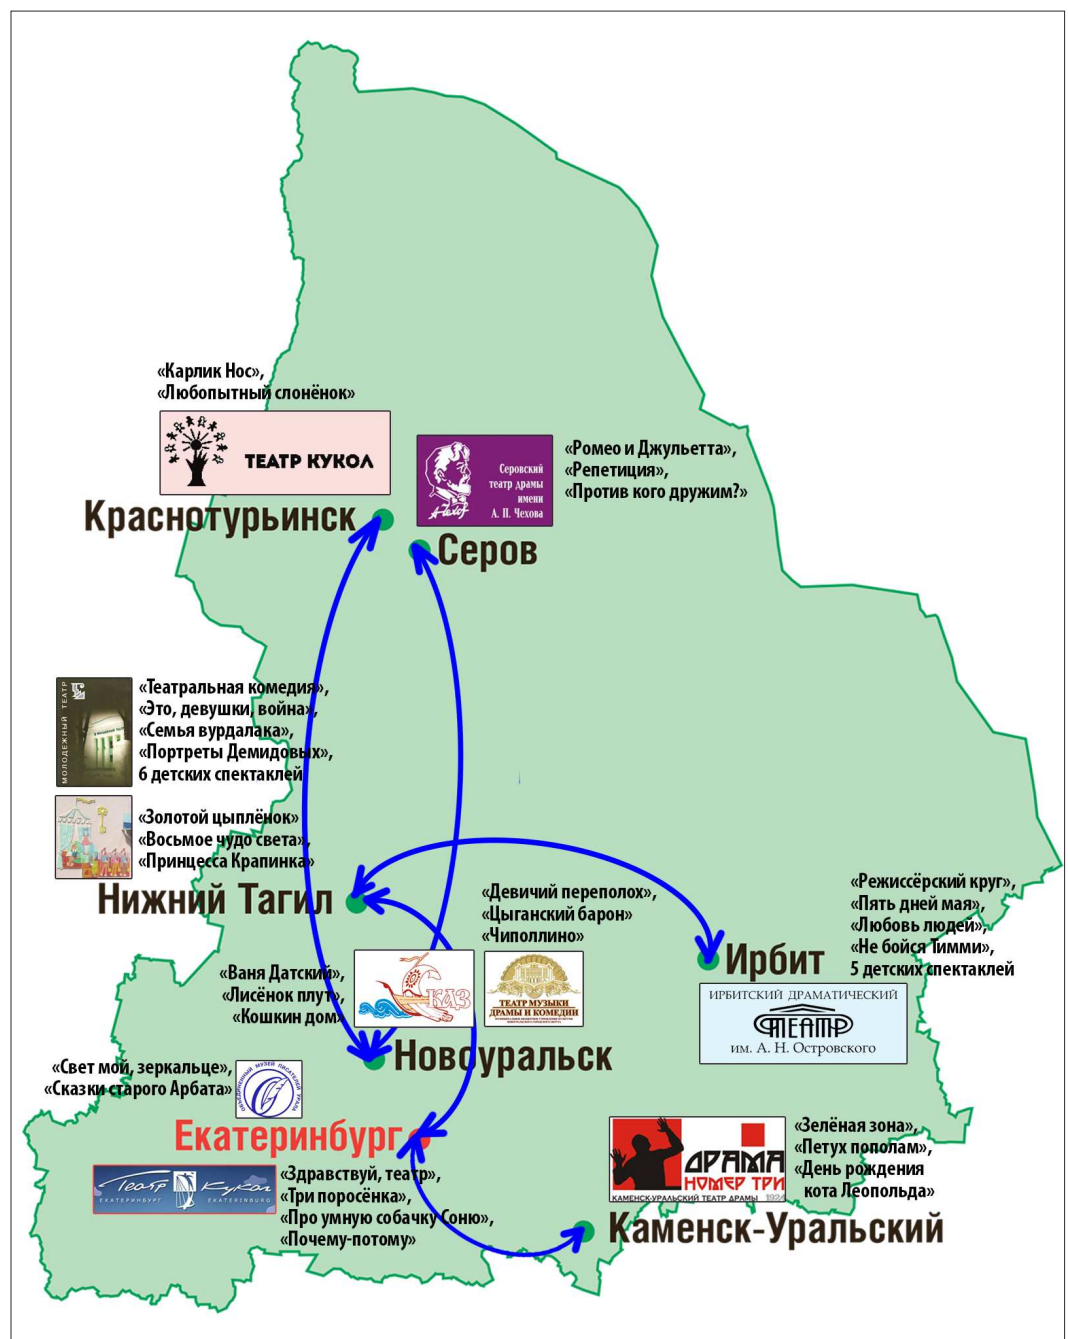 «Карлик Нос»,
«Любопытный слонёнок»
ТЕАТР КУКОЛ
Краснотурьинск
Серовский
театр драмы
имени
А. П. Чехова
«Ромео и Джульетта»,
«Репетиция»,
«Против кого дружим?»
Серов
МОЛОДЕЖНЫЙ ТЕАТР
«Театральная комедия»,
«Это, девушки, война»,
«Семья вурдалака»,
«Портреты Демидовых»,
6 детских спектаклей
«Золотой цыплёнок»
«Восьмое чудо света»,
«Принцесса Крапинка»
Нижний Тагил
«Девичий переполох»,
«Цыганский барон»
«Чиполлино»
«Режиссёрский круг»,
«Пять дней мая»,
«Любовь людей»,
«Не бойся Тимми»,
5 детских спектаклей
Ирбит
ИРБИТСКИЙ ДРАМАТИЧЕСКИЙ
ТЕАТР
им. А. Н. Островского
«Ваня Датский»,
«Лисёнок плут»,
«Кошкин дом»
СКАЗ
ТЕАТР МУЗЫКИ
ДРАМЫ И КОМЕДИИ
Новоуральск
«Свет мой, зеркальце»,
«Сказки старого Арбата»
ОБЪЕДИНЕННЫЙ МУЗЕЙ ПИСАТЕЛЕЙ УРАЛА
Екатеринбург
Театр Кукол
ЕКАТЕРИНБУРГ EKATERINBURG
«Здравствуй, театр»,
«Три поросёнка»,
«Про умную собачку Соню»,
«Почему-потому»
ДРАМА
НОМЕР ТРИ
КАМЕНСК-УРАЛЬСКИЙ ТЕАТР ДРАМЫ 1924
«Зелёная зона»,
«Петух пополам»,
«День рождения
кота Леопольда»
Каменск-Уральский